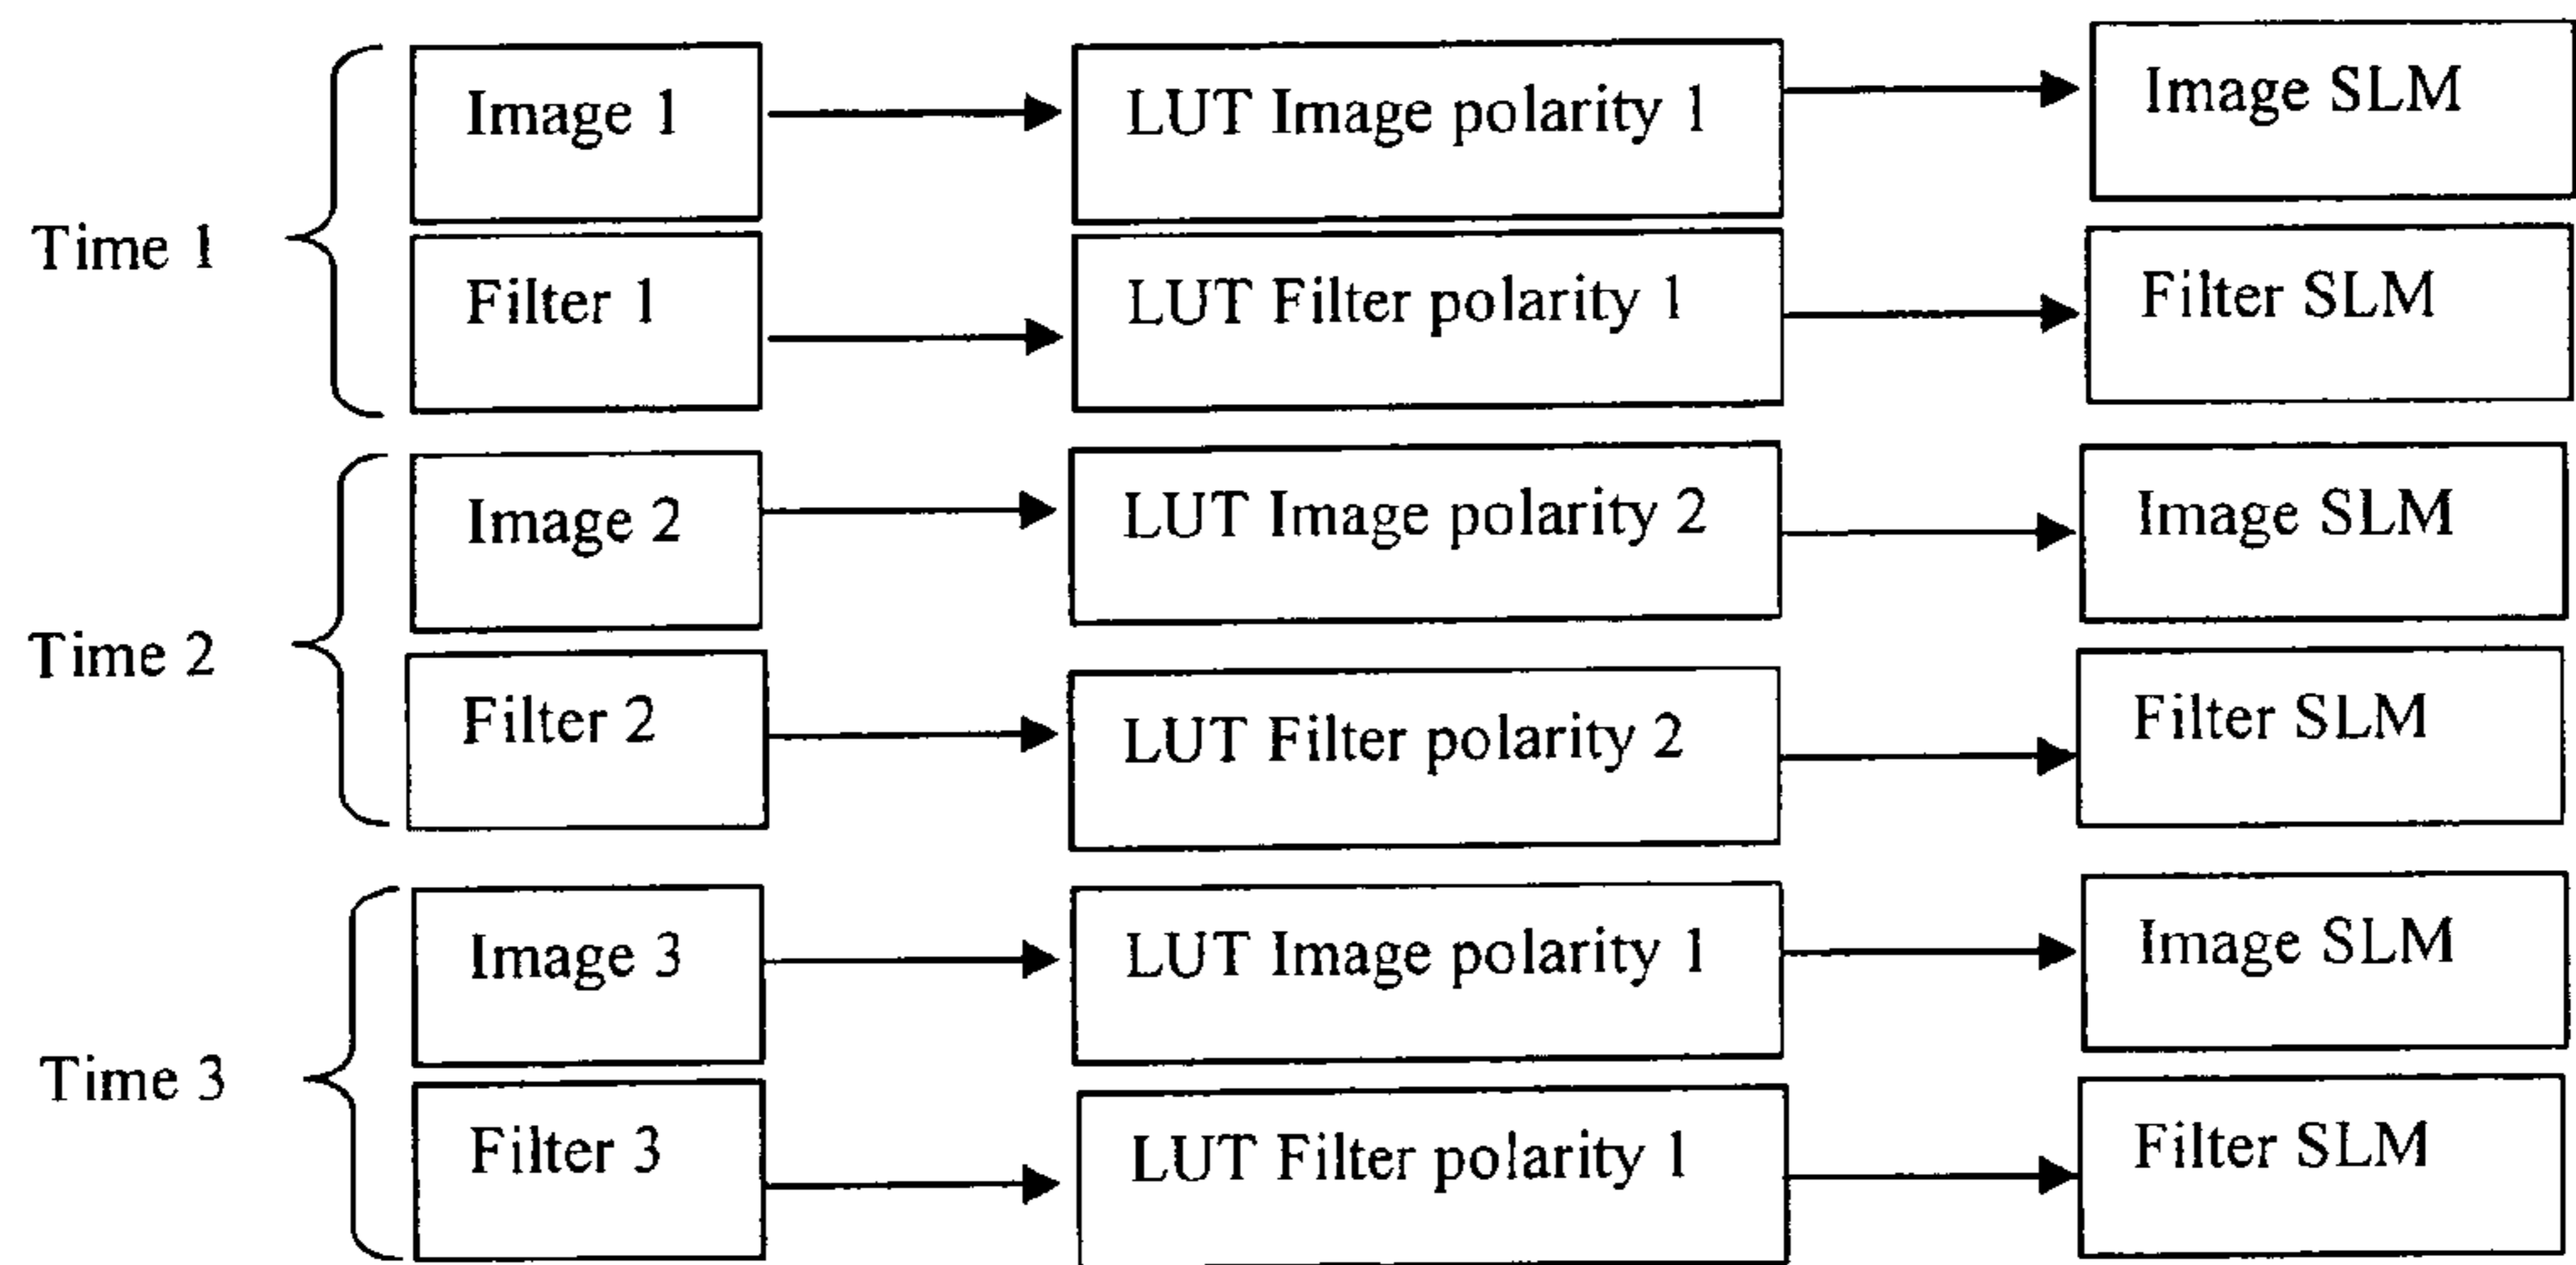 Image 1
LUT Image polarity 1
Image SLM
Time 1
Filter 1
LUT Filter polarity 1
Filter SLM
Image 2
LUT Image polarity 2
Image SLM
Time 2
Filter 2
LUT Filter polarity 2
Filter SLM
Image 3
LUT Image polarity 1
Image SLM
Time 3
Filter 3
LUT Filter polarity 1
Filter SLM